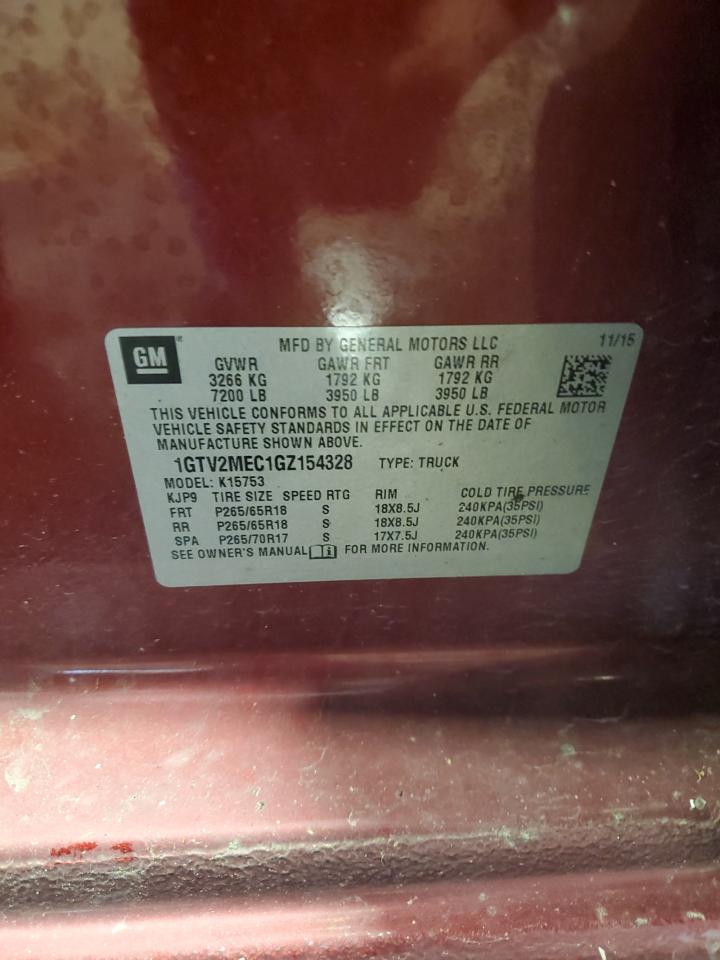 GM ® MFD BY GENERAL MOTORS LLC 11/15
GVWR GAWR FRT GAWR RR
3266 KG 1792 KG 1792 KG
7200 LB 3950 LB 3950 LB
THIS VEHICLE CONFORMS TO ALL APPLICABLE U.S. FEDERAL MOTOR
VEHICLE SAFETY STANDARDS IN EFFECT ON THE DATE OF
MANUFACTURE SHOWN ABOVE.
1GTV2MEC1GZ154328 TYPE: TRUCK
MODEL: K15753
KJP9 TIRE SIZE SPEED RTG RIM COLD TIRE PRESSURE
FRT P265/65R18 S 18X8.5J 240KPA(35PSI)
RR P265/65R18 S 18X8.5J 240KPA(35PSI)
SPA P265/70R17 S 17X7.5J 240KPA(35PSI)
SEE OWNER'S MANUAL FOR MORE INFORMATION.